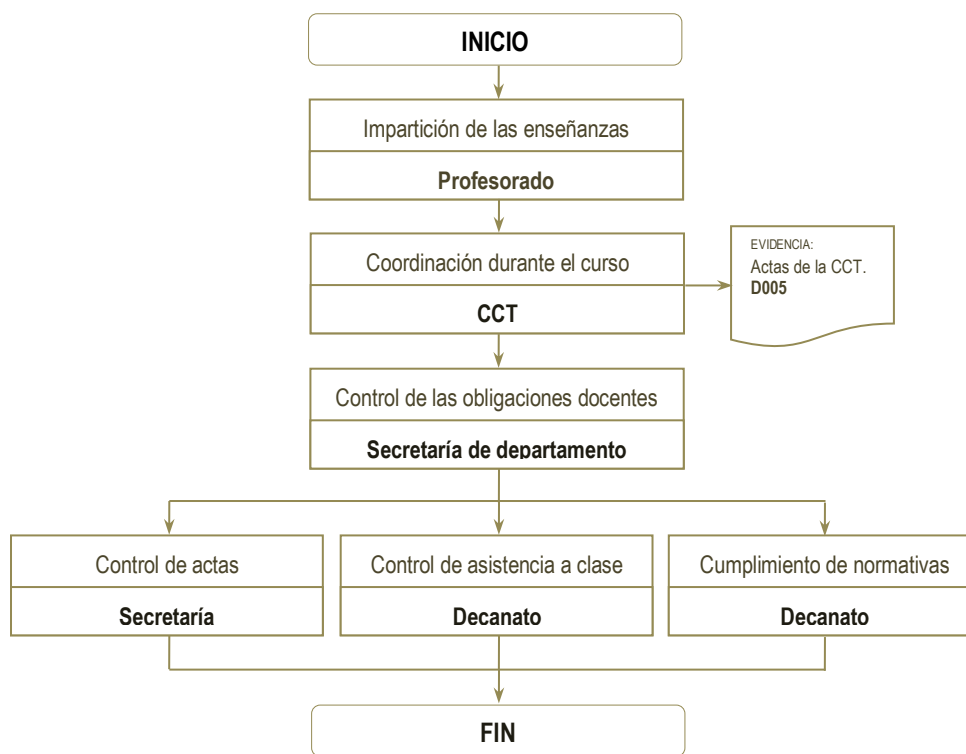 INICIO
Impartición de las enseñanzas
Profesorado
Coordinación durante el curso
CCT
EVIDENCIA:
Actas de la CCT.
D005
Control de las obligaciones docentes
Secretaría de departamento
Control de actas
Secretaría
Control de asistencia a clase
Decanato
Cumplimiento de normativas
Decanato
FIN